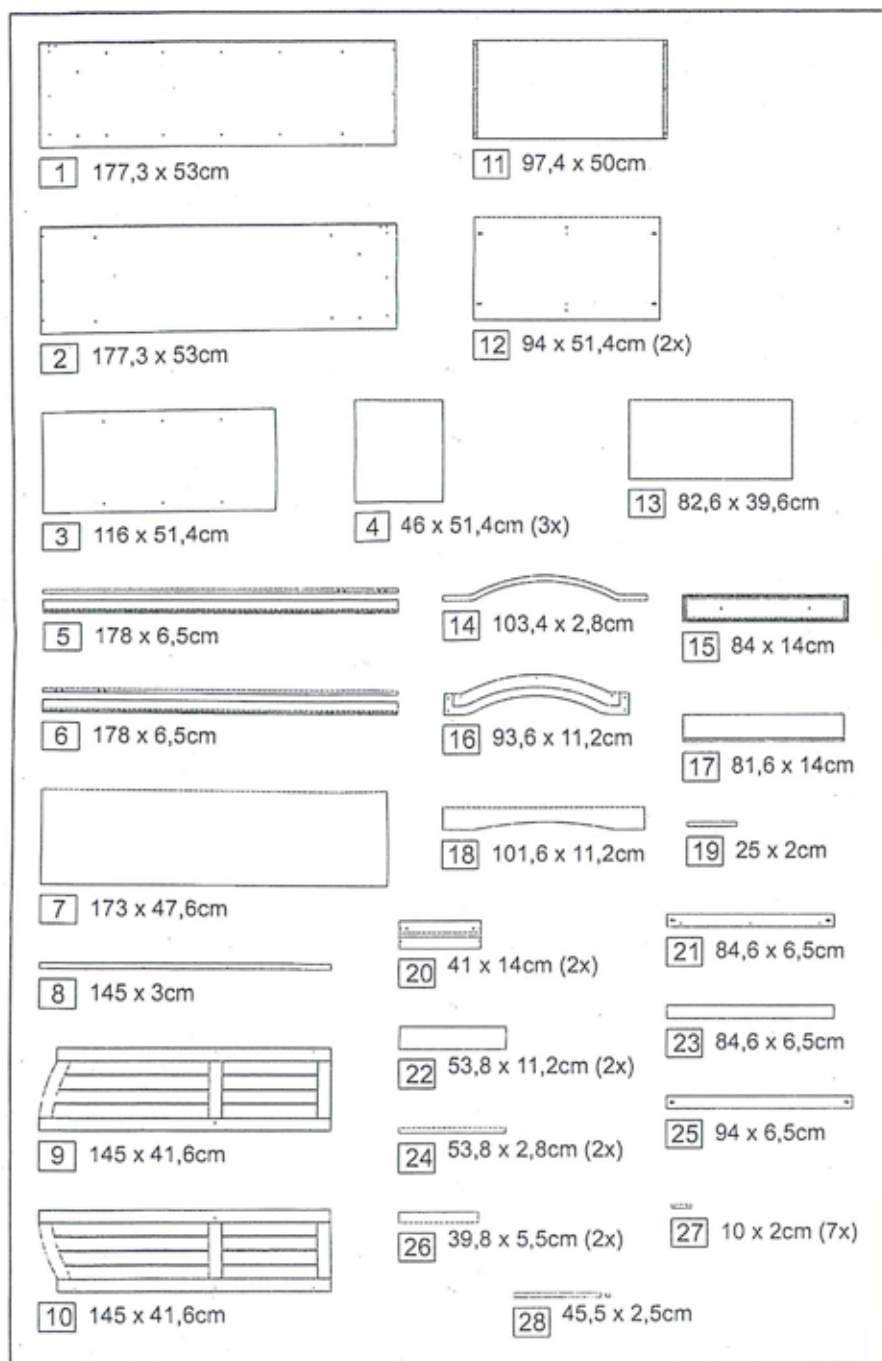 1 177,3 x 53cm
2 177,3 x 53cm
3 116 x 51,4cm
4 46 x 51,4cm (3x)
5 178 x 6,5cm
6 178 x 6,5cm
7 173 x 47,6cm
8 145 x 3cm
9 145 x 41,6cm
10 145 x 41,6cm
11 97,4 x 50cm
12 94 x 51,4cm (2x)
13 82,6 x 39,6cm
14 103,4 x 2,8cm
15 84 x 14cm
16 93,6 x 11,2cm
17 81,6 x 14cm
18 101,6 x 11,2cm
19 25 x 2cm
20 41 x 14cm (2x)
21 84,6 x 6,5cm
22 53,8 x 11,2cm (2x)
23 84,6 x 6,5cm
24 53,8 x 2,8cm (2x)
25 94 x 6,5cm
26 39,8 x 5,5cm (2x)
27 10 x 2cm (7x)
28 45,5 x 2,5cm